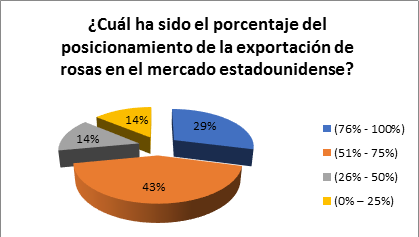 ¿Cuál ha sido el porcentaje del
posicionamiento de la exportación de
rosas en el mercado estadounidense?
14%
29%
14%
43%
(76% - 100%)
(51% - 75%)
(26% - 50%)
(0% – 25%)